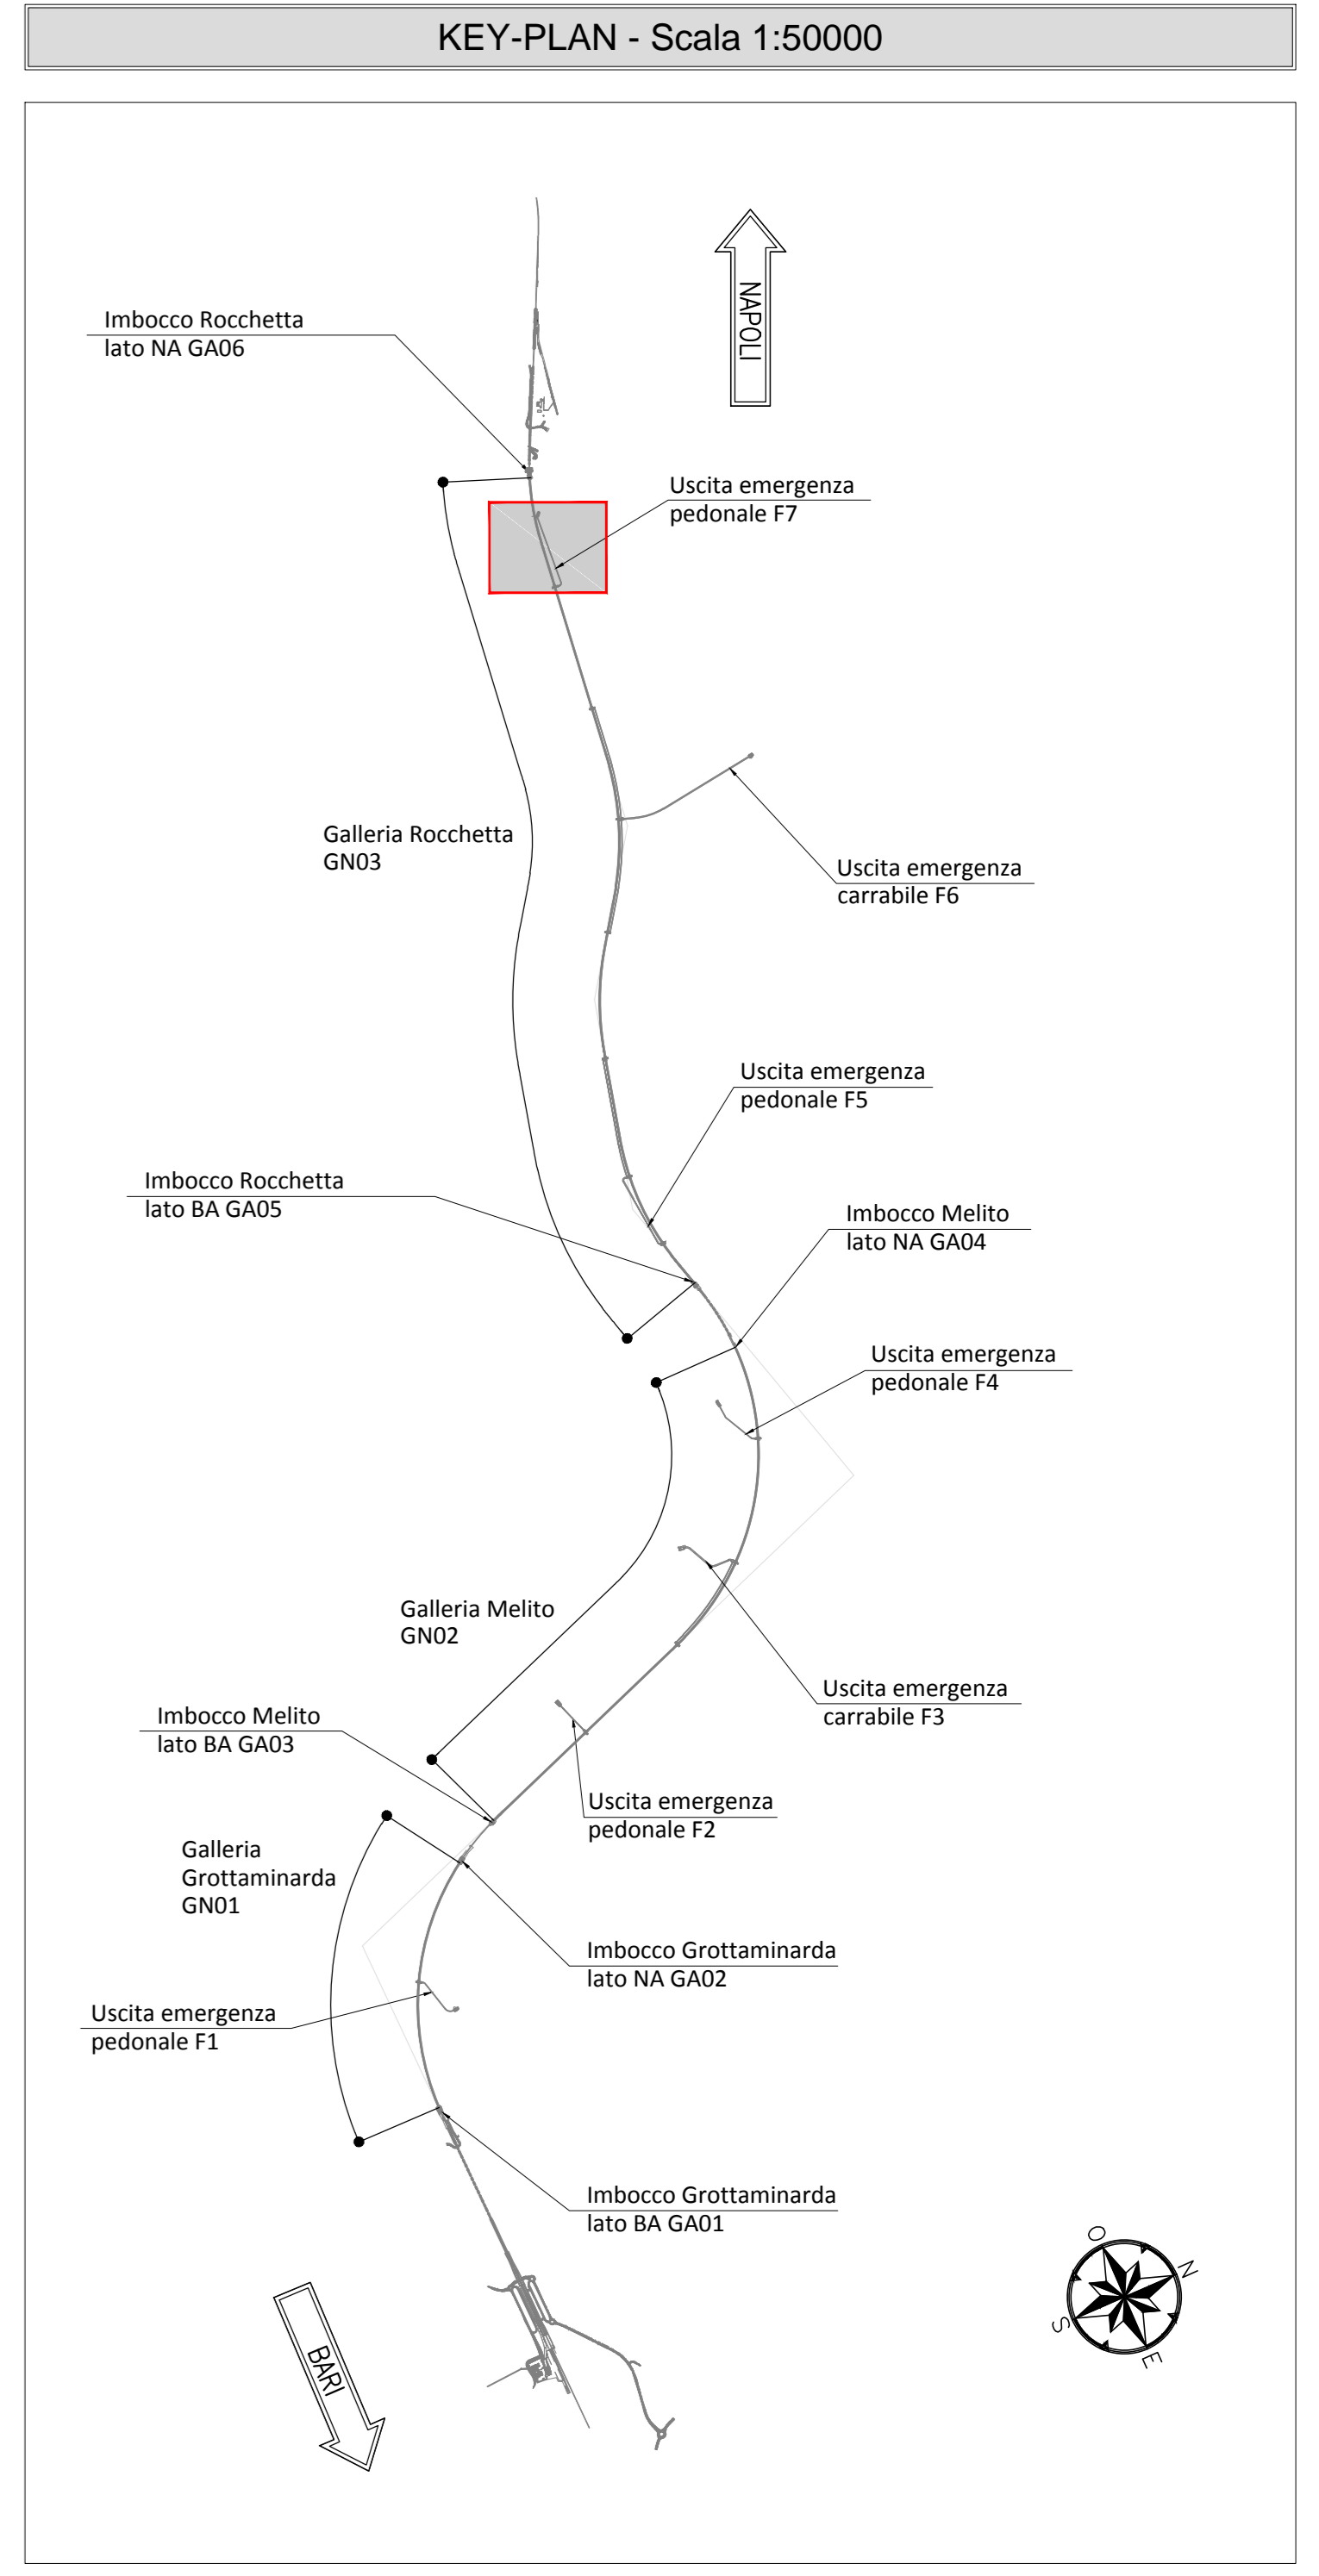 KEY-PLAN - Scala 1:50000
NAPOLI
Imbocco Rocchetta
lato NA GA06
Uscita emergenza
pedonale F7
Galleria Rocchetta
GN03
Uscita emergenza
carrabile F6
Uscita emergenza
pedonale F5
Imbocco Rocchetta
lato BA GA05
Imbocco Melito
lato NA GA04
Uscita emergenza
pedonale F4
Galleria Melito
GN02
Uscita emergenza
carrabile F3
Imbocco Melito
lato BA GA03
Uscita emergenza
pedonale F2
Galleria
Grottaminarda
GN01
Imbocco Grottaminarda
lato NA GA02
Uscita emergenza
pedonale F1
Imbocco Grottaminarda
lato BA GA01
O
N
S
E
BARI